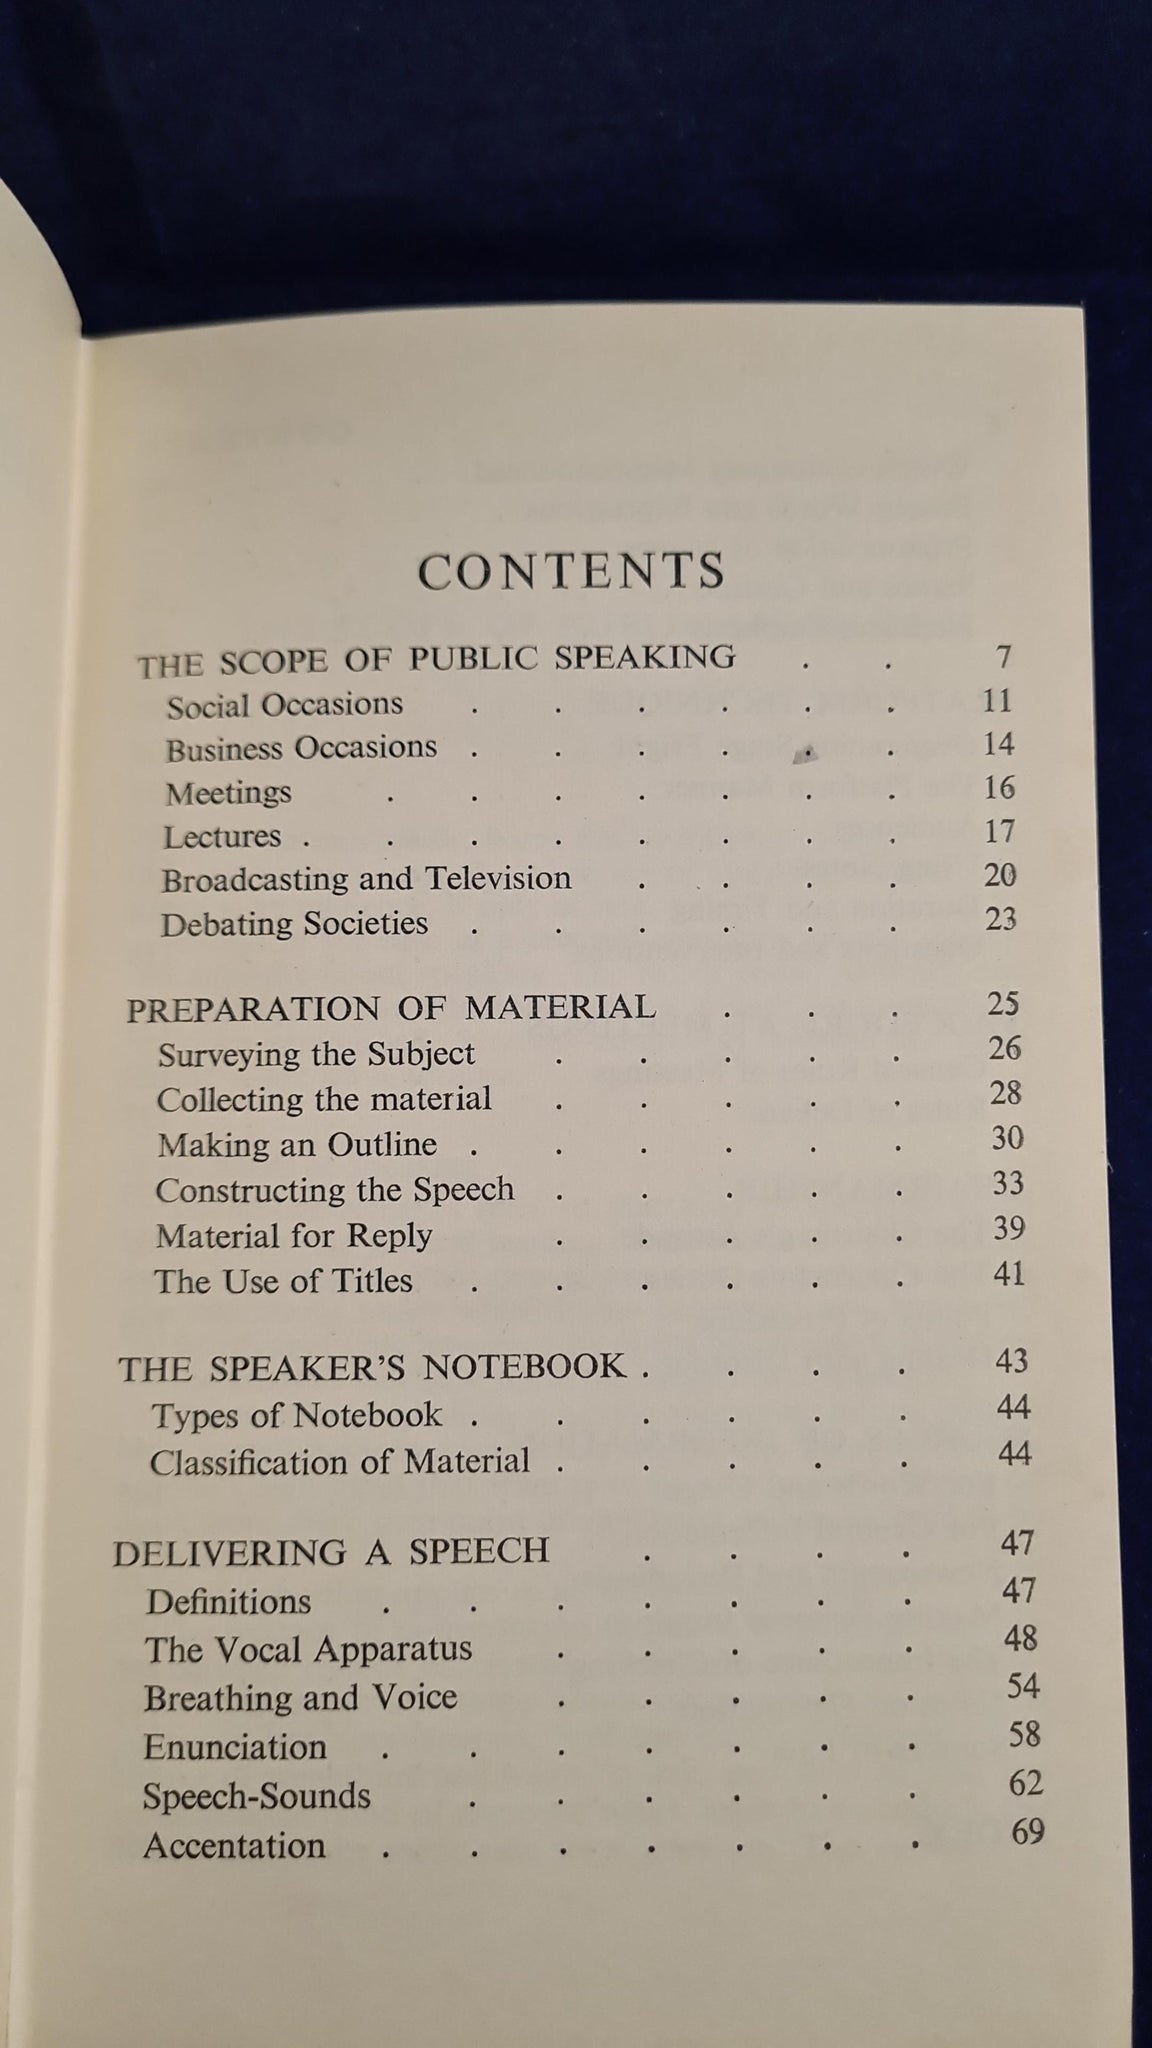 CONTENTS
THE SCOPE OF PUBLIC SPEAKING . . 7
Social Occasions . . . . . . 11
Business Occasions . . . . . . 14
Meetings . . . . . . . 16
Lectures . . . . . . . . 17
Broadcasting and Television . . . . 20
Debating Societies . . . . . . 23
PREPARATION OF MATERIAL . . . 25
Surveying the Subject . . . . . 26
Collecting the material . . . . . 28
Making an Outline . . . . . . 30
Constructing the Speech . . . . . 33
Material for Reply . . . . . 39
The Use of Titles . . . . . . 41
THE SPEAKER'S NOTEBOOK . . . . 43
Types of Notebook . . . . . . 44
Classification of Material . . . . . 44
DELIVERING A SPEECH . . . . 47
Definitions . . . . . . . 47
The Vocal Apparatus . . . . . 48
Breathing and Voice . . . . . 54
Enunciation . . . . . . . 58
Speech-Sounds . . . . . . 62
Accentation . . . . . . . 69